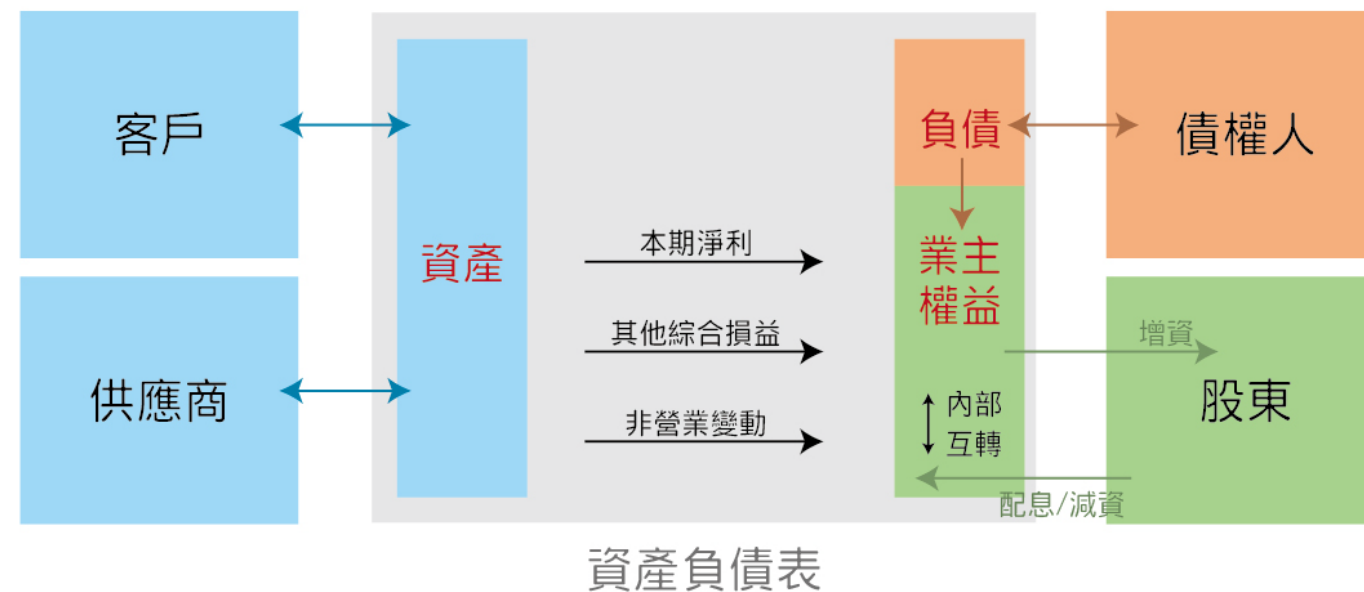 客戶
供應商
資產
本期淨利
其他綜合損益
非營業變動
負債
業主
權益
內部
互轉
債權人
增資
股東
配息/減資
資產負債表